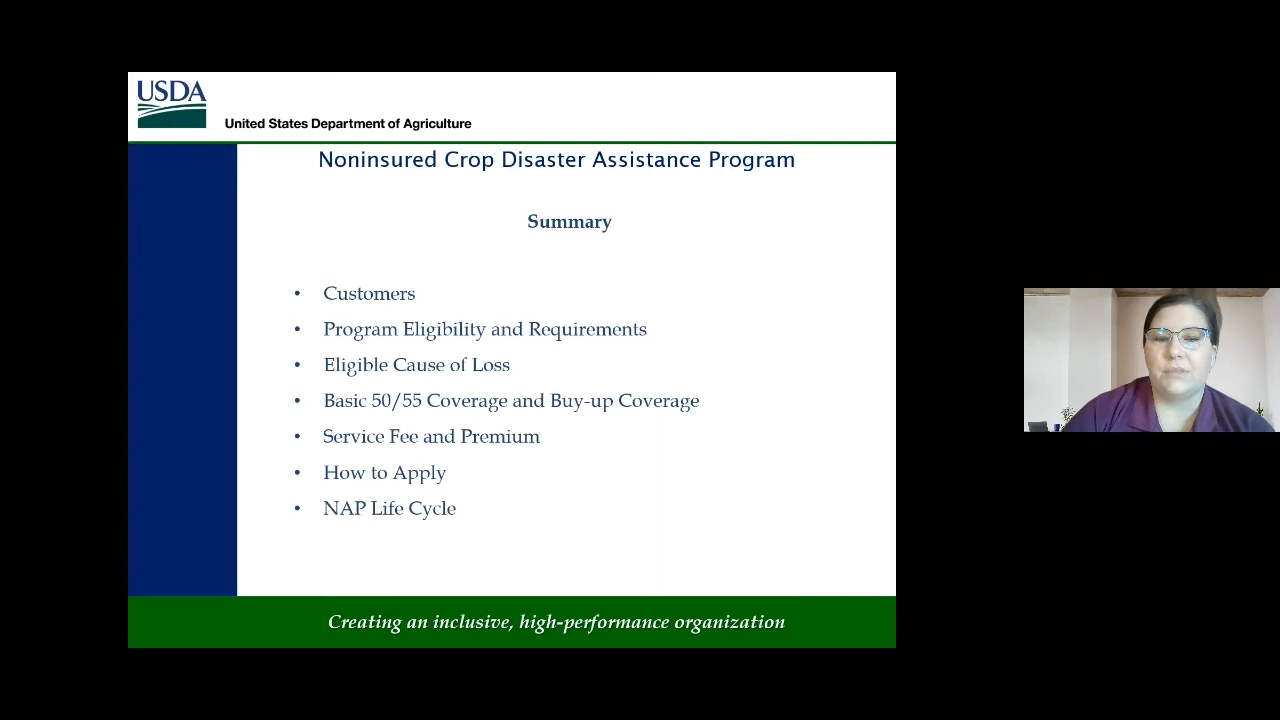 USDA
United States Department of Agriculture
Noninsured Crop Disaster Assistance Program
Summary
• Customers
• Program Eligibility and Requirements
• Eligible Cause of Loss
• Basic 50/55 Coverage and Buy-up Coverage
• Service Fee and Premium
• How to Apply
• NAP Life Cycle
Creating an inclusive, high-performance organization